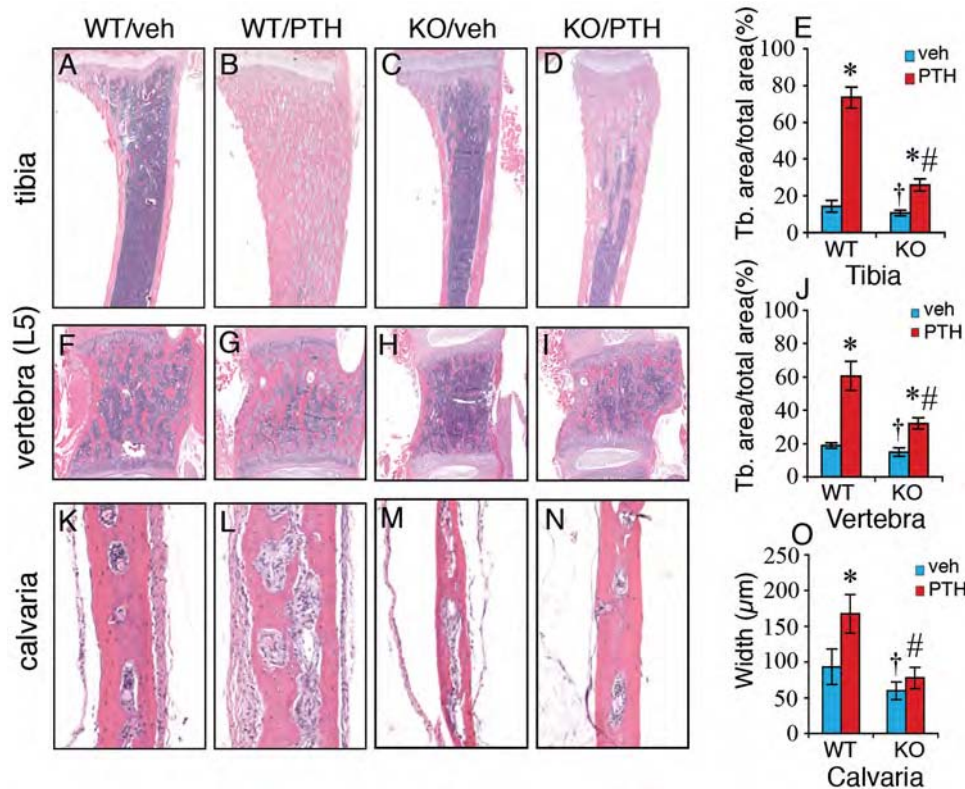 WT/veh WT/PTH KO/veh KO/PTH
tibia
A B C D
E
Tb. area/total area(%)
100
80
60
40
20
0
veh
PTH
*
†
*#
WT KO
Tibia
vertebra (L5)
F G H I
J
Tb. area/total area(%)
100
80
60
40
20
0
veh
PTH
*
†
*#
WT KO
Vertebra
calvaria
K L M N
O
Width (µm)
250
200
150
100
50
0
veh
PTH
*
†
#
WT KO
Calvaria